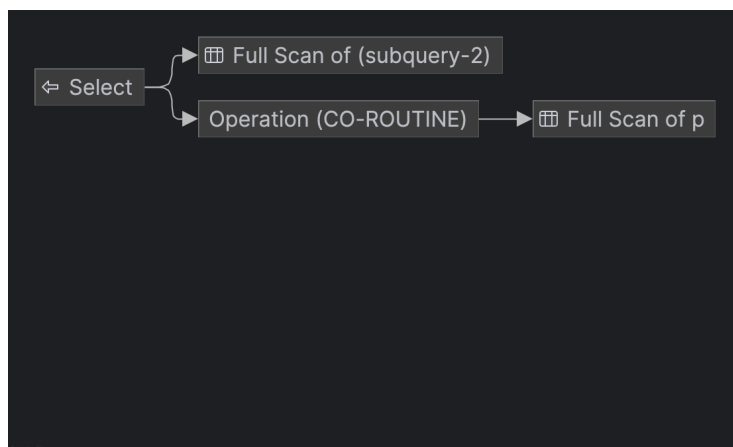 Full Scan of (subquery-2)
Select
Operation (CO-ROUTINE)
Full Scan of p